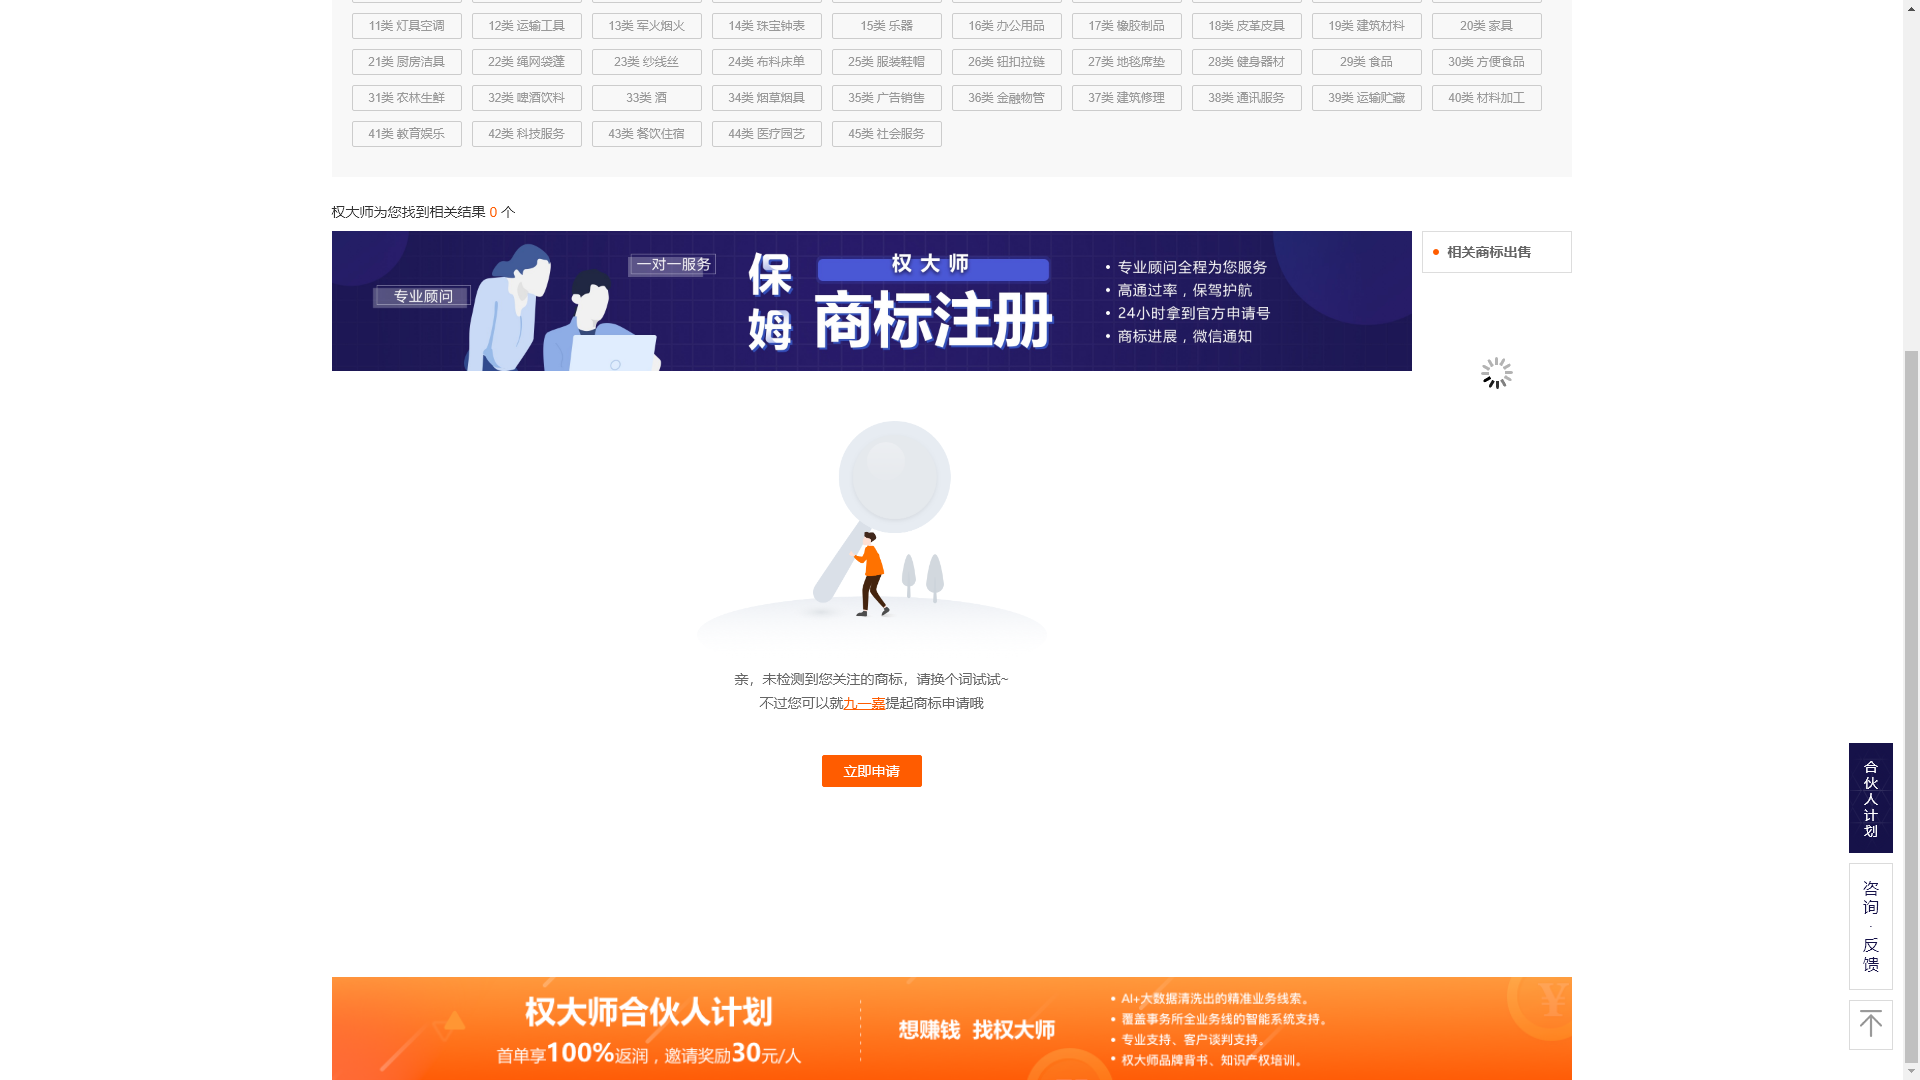 11类 灯具空调 12类 运输工具 13类 军火烟火 14类 珠宝钟表 15类 乐器 16类 办公用品 17类 橡胶制品 18类 皮革皮具 19类 建筑材料 20类 家具
21类 厨房洁具 22类 绳网袋蓬 23类 纱线丝 24类 布料床单 25类 服装鞋帽 26类 钮扣拉链 27类 地毯席垫 28类 健身器材 29类 食品 30类 方便食品
31类 农林生鲜 32类 啤酒饮料 33类 酒 34类 烟草烟具 35类 广告销售 36类 金融物管 37类 建筑修理 38类 通讯服务 39类 运输贮藏 40类 材料加工
41类 教育娱乐 42类 科技服务 43类 餐饮住宿 44类 医疗园艺 45类 社会服务
权大师为您找到相关结果 0 个
专业顾问
一对一服务
保姆
权大师
商标注册
• 专业顾问全程为您服务
• 高通过率，保驾护航
• 24小时拿到官方申请号
• 商标进展，微信通知
相关商标出售
亲，未检测到您关注的商标，请换个词试试~
不过您可以就九一嘉提起商标申请哦
立即申请
合伙人计划
咨询·反馈
权大师合伙人计划
首单享100%返润，邀请奖励30元/人
想赚钱 找权大师
• AI+大数据清洗出的精准业务线索。
• 覆盖事务所全业务线的智能系统支持。
• 专业支持、客户谈判支持。
• 权大师品牌背书、知识产权培训。